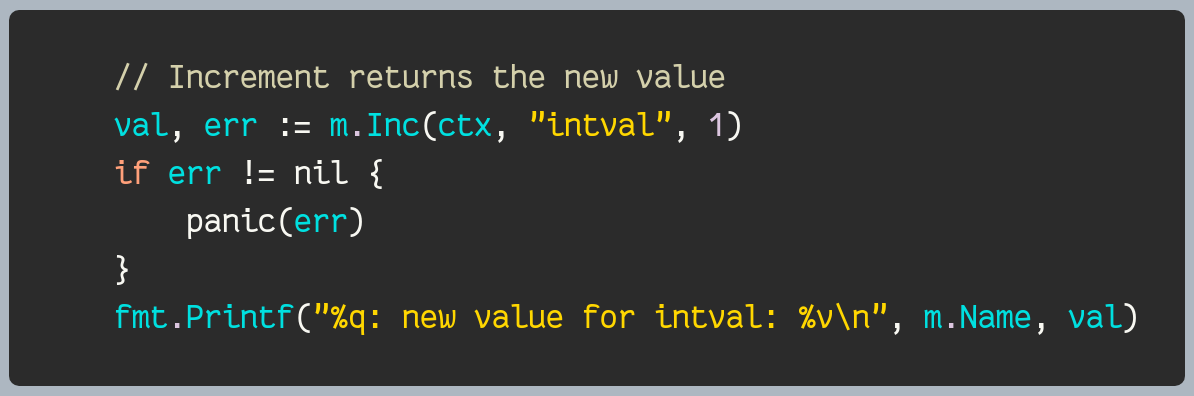 // Increment returns the new value
val, err := m.Inc(ctx, "intval", 1)
if err != nil {
    panic(err)
}
fmt.Printf("%q: new value for intval: %v\n", m.Name, val)